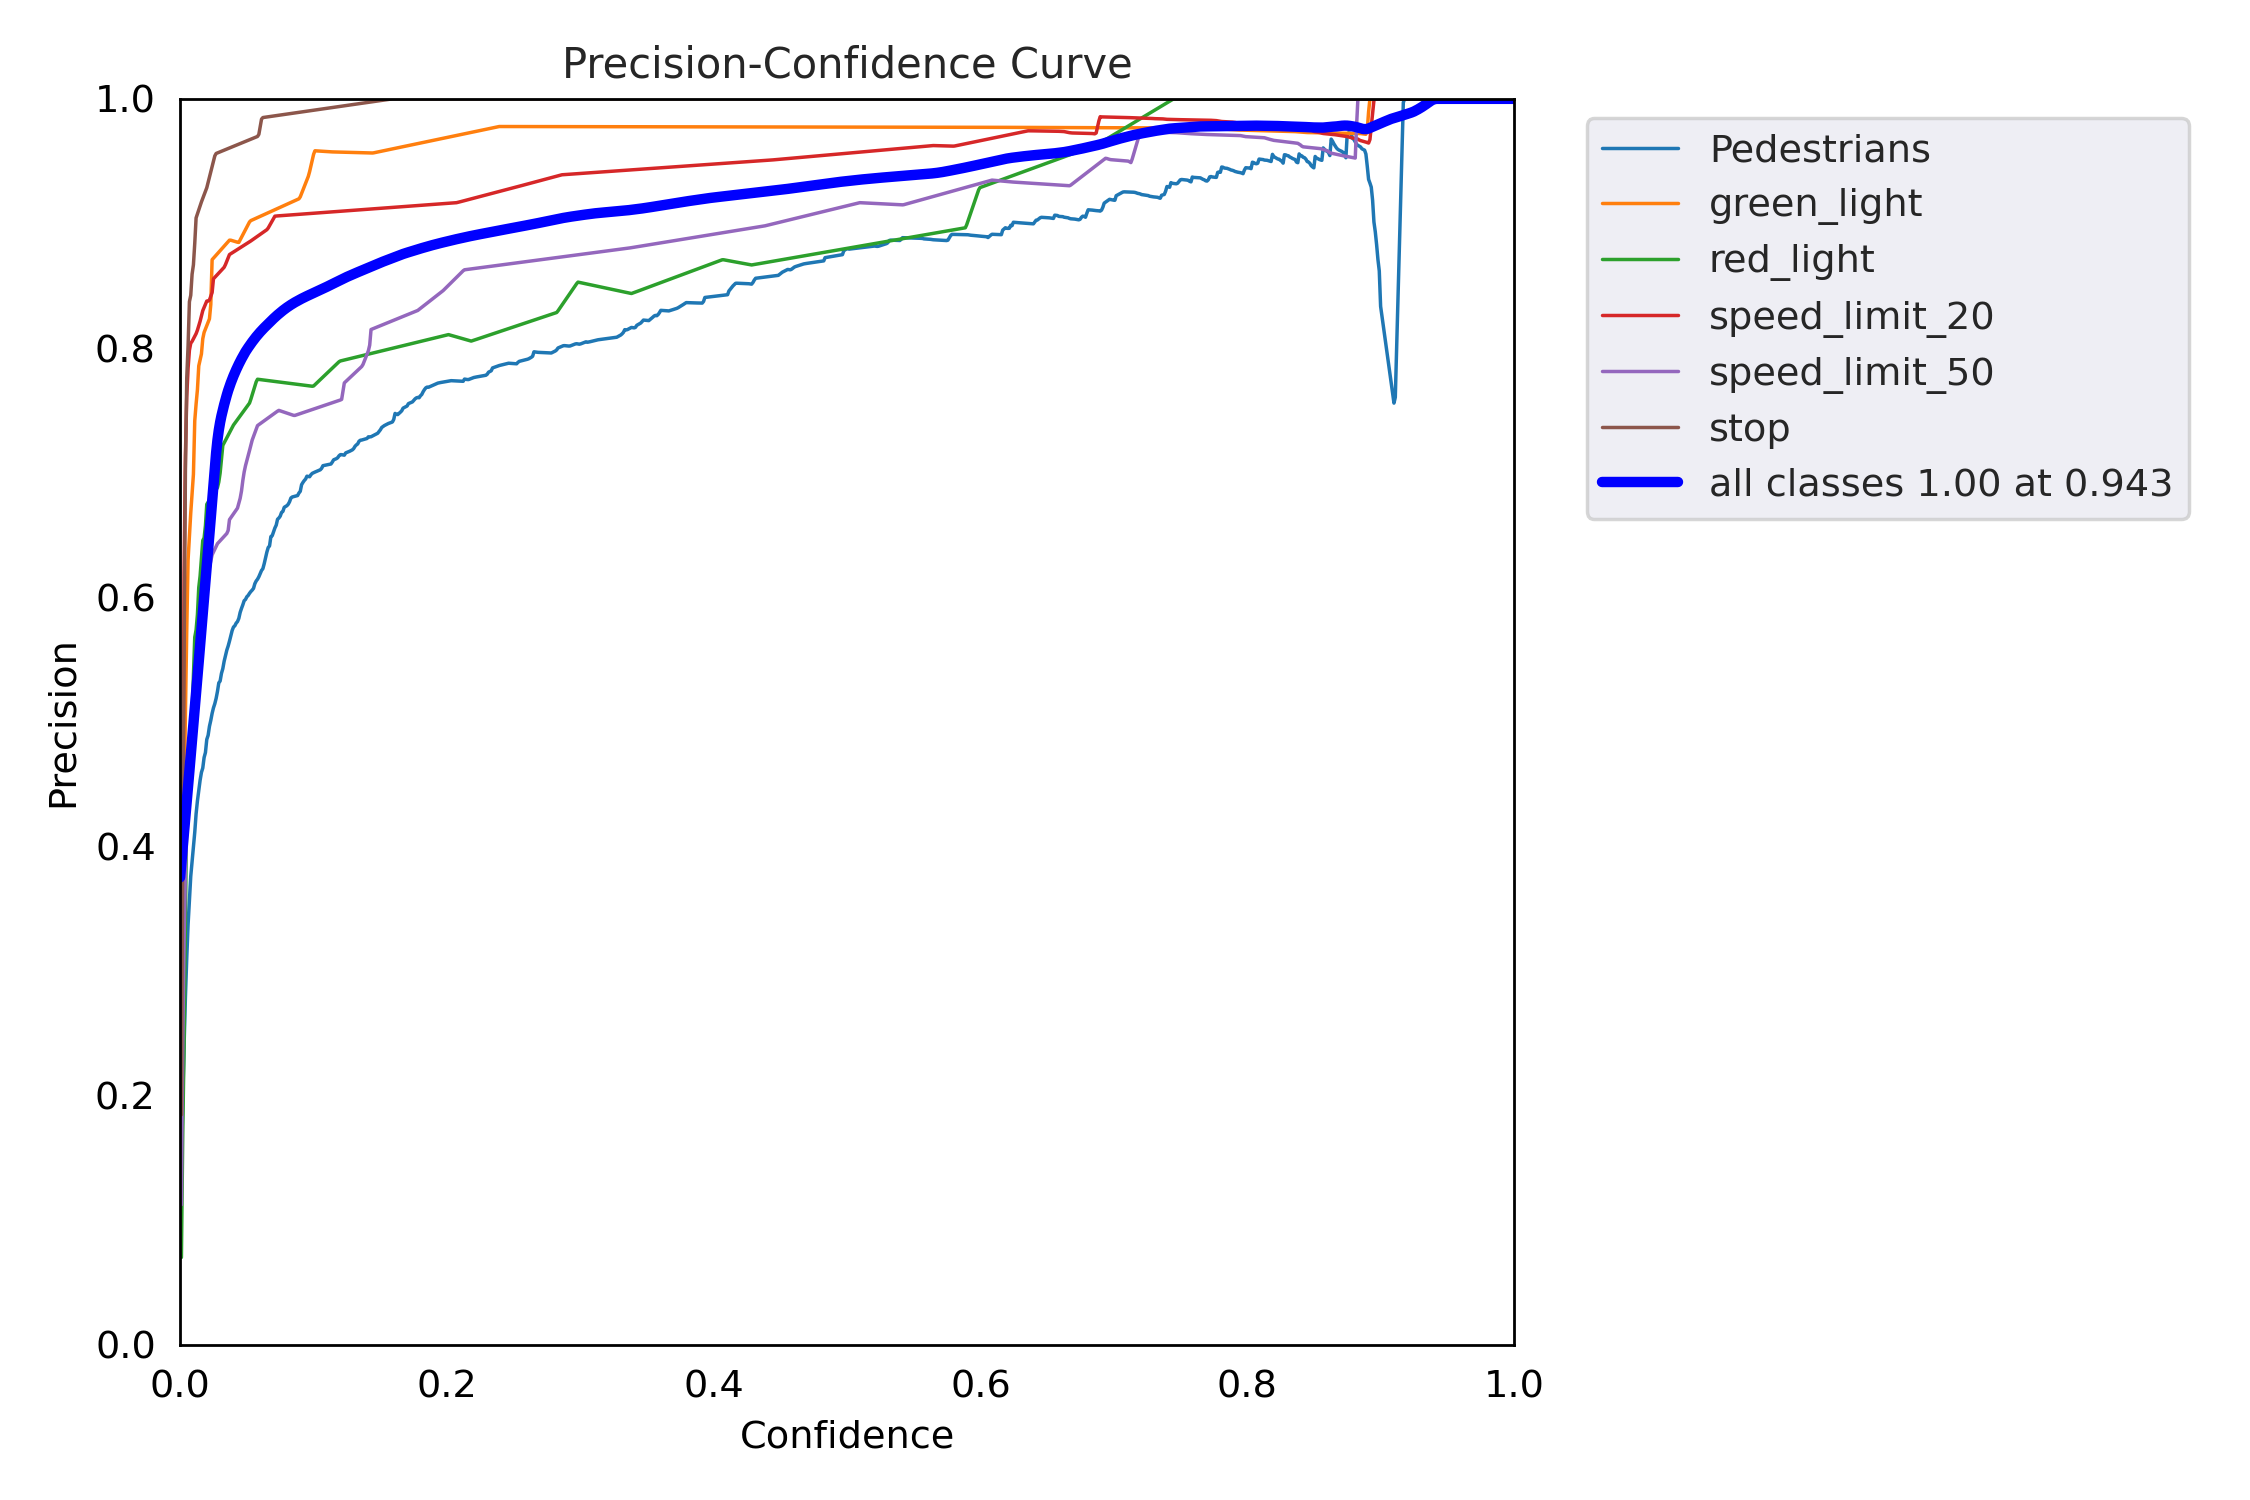 Precision-Confidence Curve
1.0
0.8
0.6
0.4
0.2
0.0
Precision
0.0 0.2 0.4 0.6 0.8 1.0
Confidence
Pedestrians
green_light
red_light
speed_limit_20
speed_limit_50
stop
all classes 1.00 at 0.943